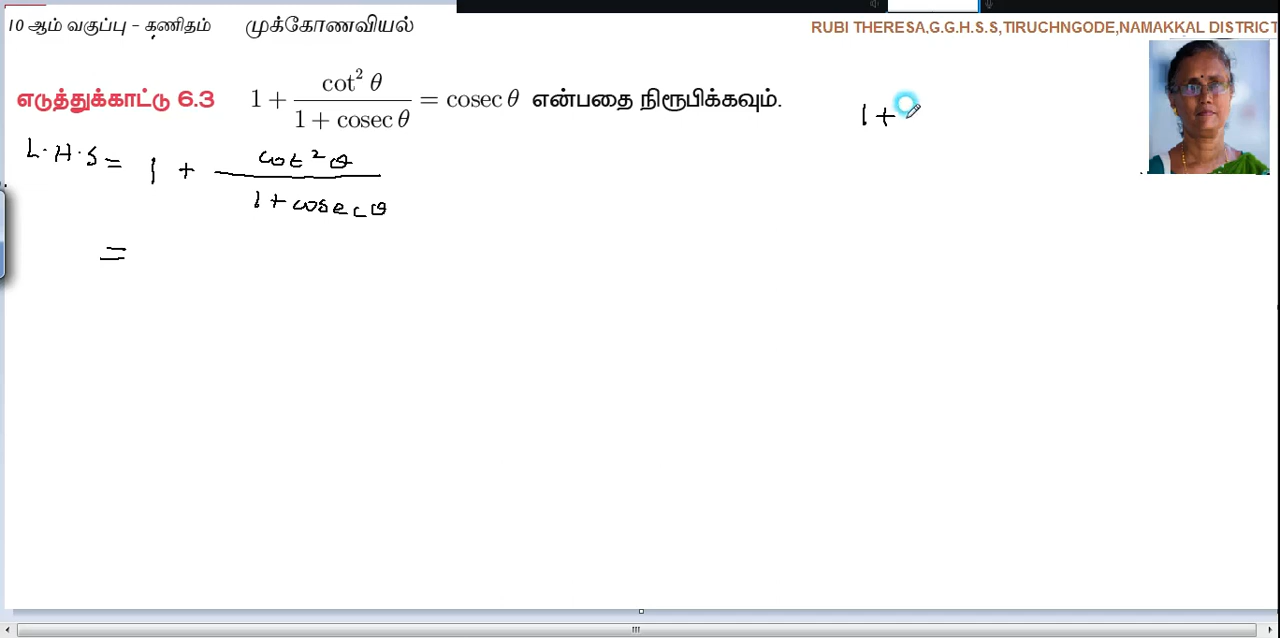 10 ஆம் வகுப்பு – கணிதம் முக்கோணவியல்
RUBI THERESA,G.G.H.S.S,TIRUCHNGODE,NAMAKKAL DISTRICT
எடுத்துக்காட்டு 6.3 1 + cot² θ / 1 + cosec θ = cosec θ என்பதை நிரூபிக்கவும்.
1 +
L.H.S = 1 + cot²θ / 1 + cosec θ
=